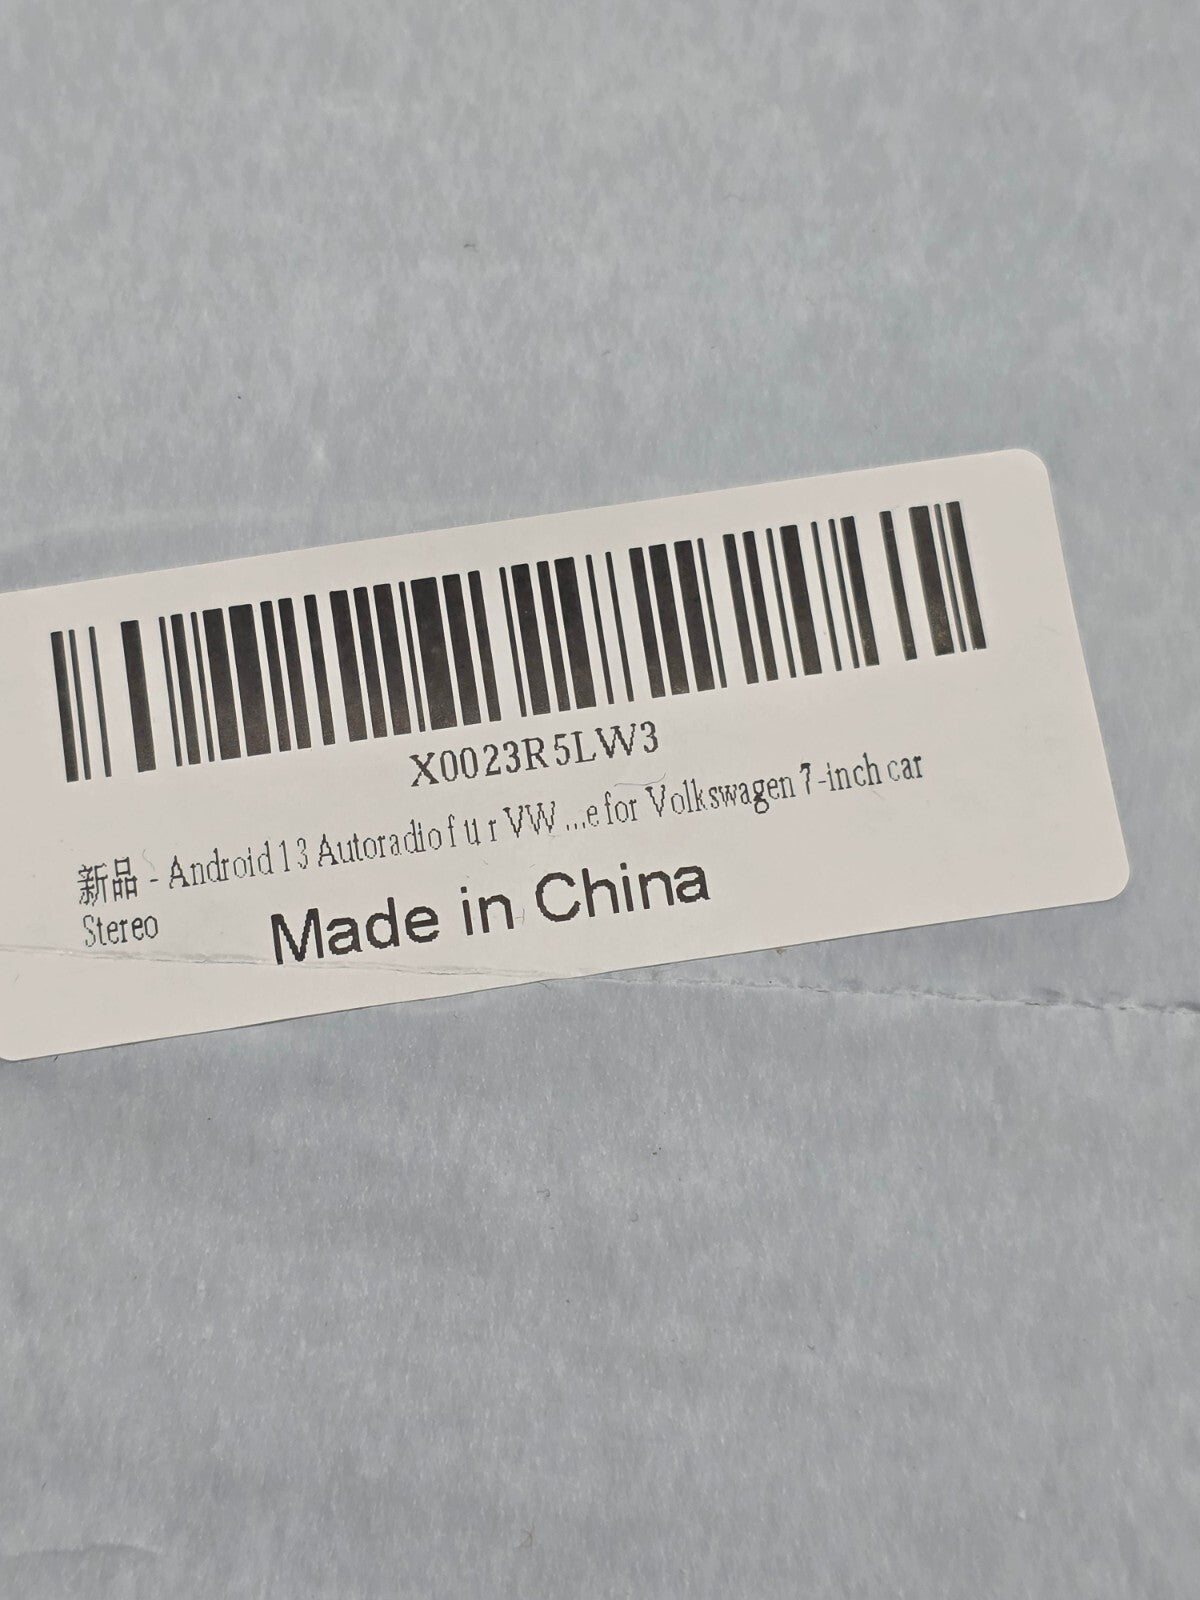 X0023R5LW3
新品 - Android 13 Autoradio f u r VW ...e for Volkswagen 7-inch car
Stereo
Made in China